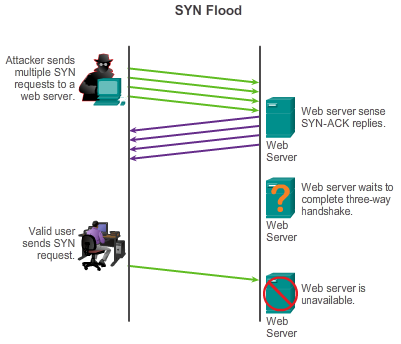 SYN Flood
Attacker sends
multiple SYN
requests to a
web server.
Web server sense
SYN-ACK replies.
Web
Server
Web server waits to
complete three-way
handshake.
Web
Server
Valid user
sends SYN
request.
Web server is
unavailable.
Web
Server